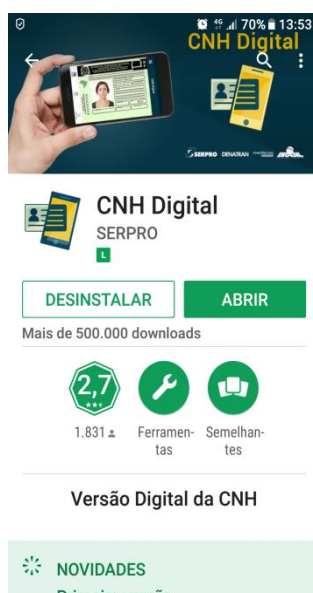 4G 70% 13:53
CNH Digital
SERPRO DENATRAN
CNH Digital
SERPRO
L
DESINSTALAR
ABRIR
Mais de 500.000 downloads
2,7
1.831
Ferramen-
tas
Semelhan-
tes
Versão Digital da CNH
NOVIDADES